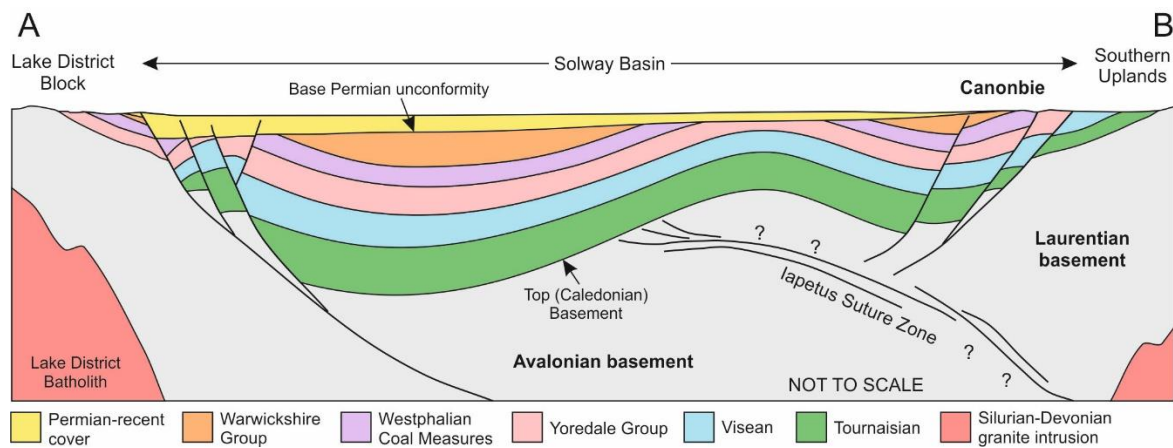 A
B
Lake District
Block
Solway Basin
Southern
Uplands
Base Permian unconformity
Canonbie
? ?
Laurentian
basement
Iapetus Suture Zone
Top (Caledonian)
Basement
?
Lake District
Batholith
Avalonian basement
?
NOT TO SCALE
Permian-recent
cover
Warwickshire
Group
Westphalian
Coal Measures
Yoredale Group
Visean
Tournaisian
Silurian-Devonian
granite intrusion